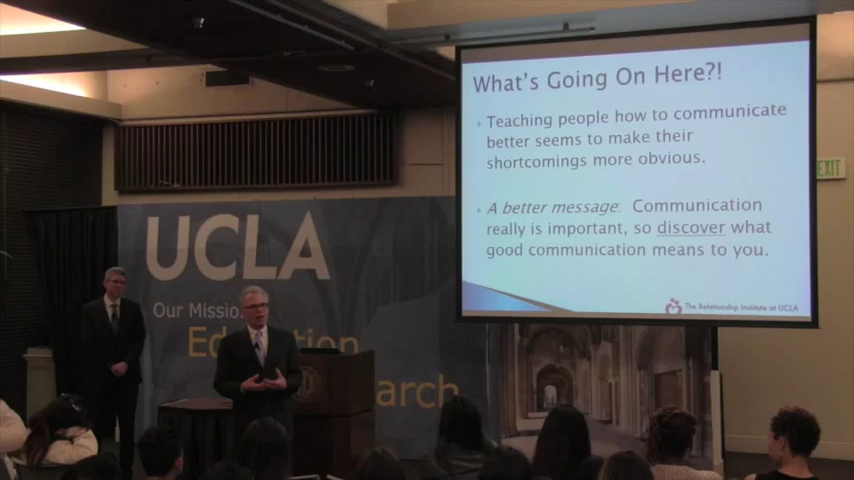 What's Going On Here?!
Teaching people how to communicate
better seems to make their
shortcomings more obvious.
A better message: Communication
really is important, so discover what
good communication means to you.
The Relationship Institute at UCLA
EXIT
UCLA
Our Mission
Ed tion
arch